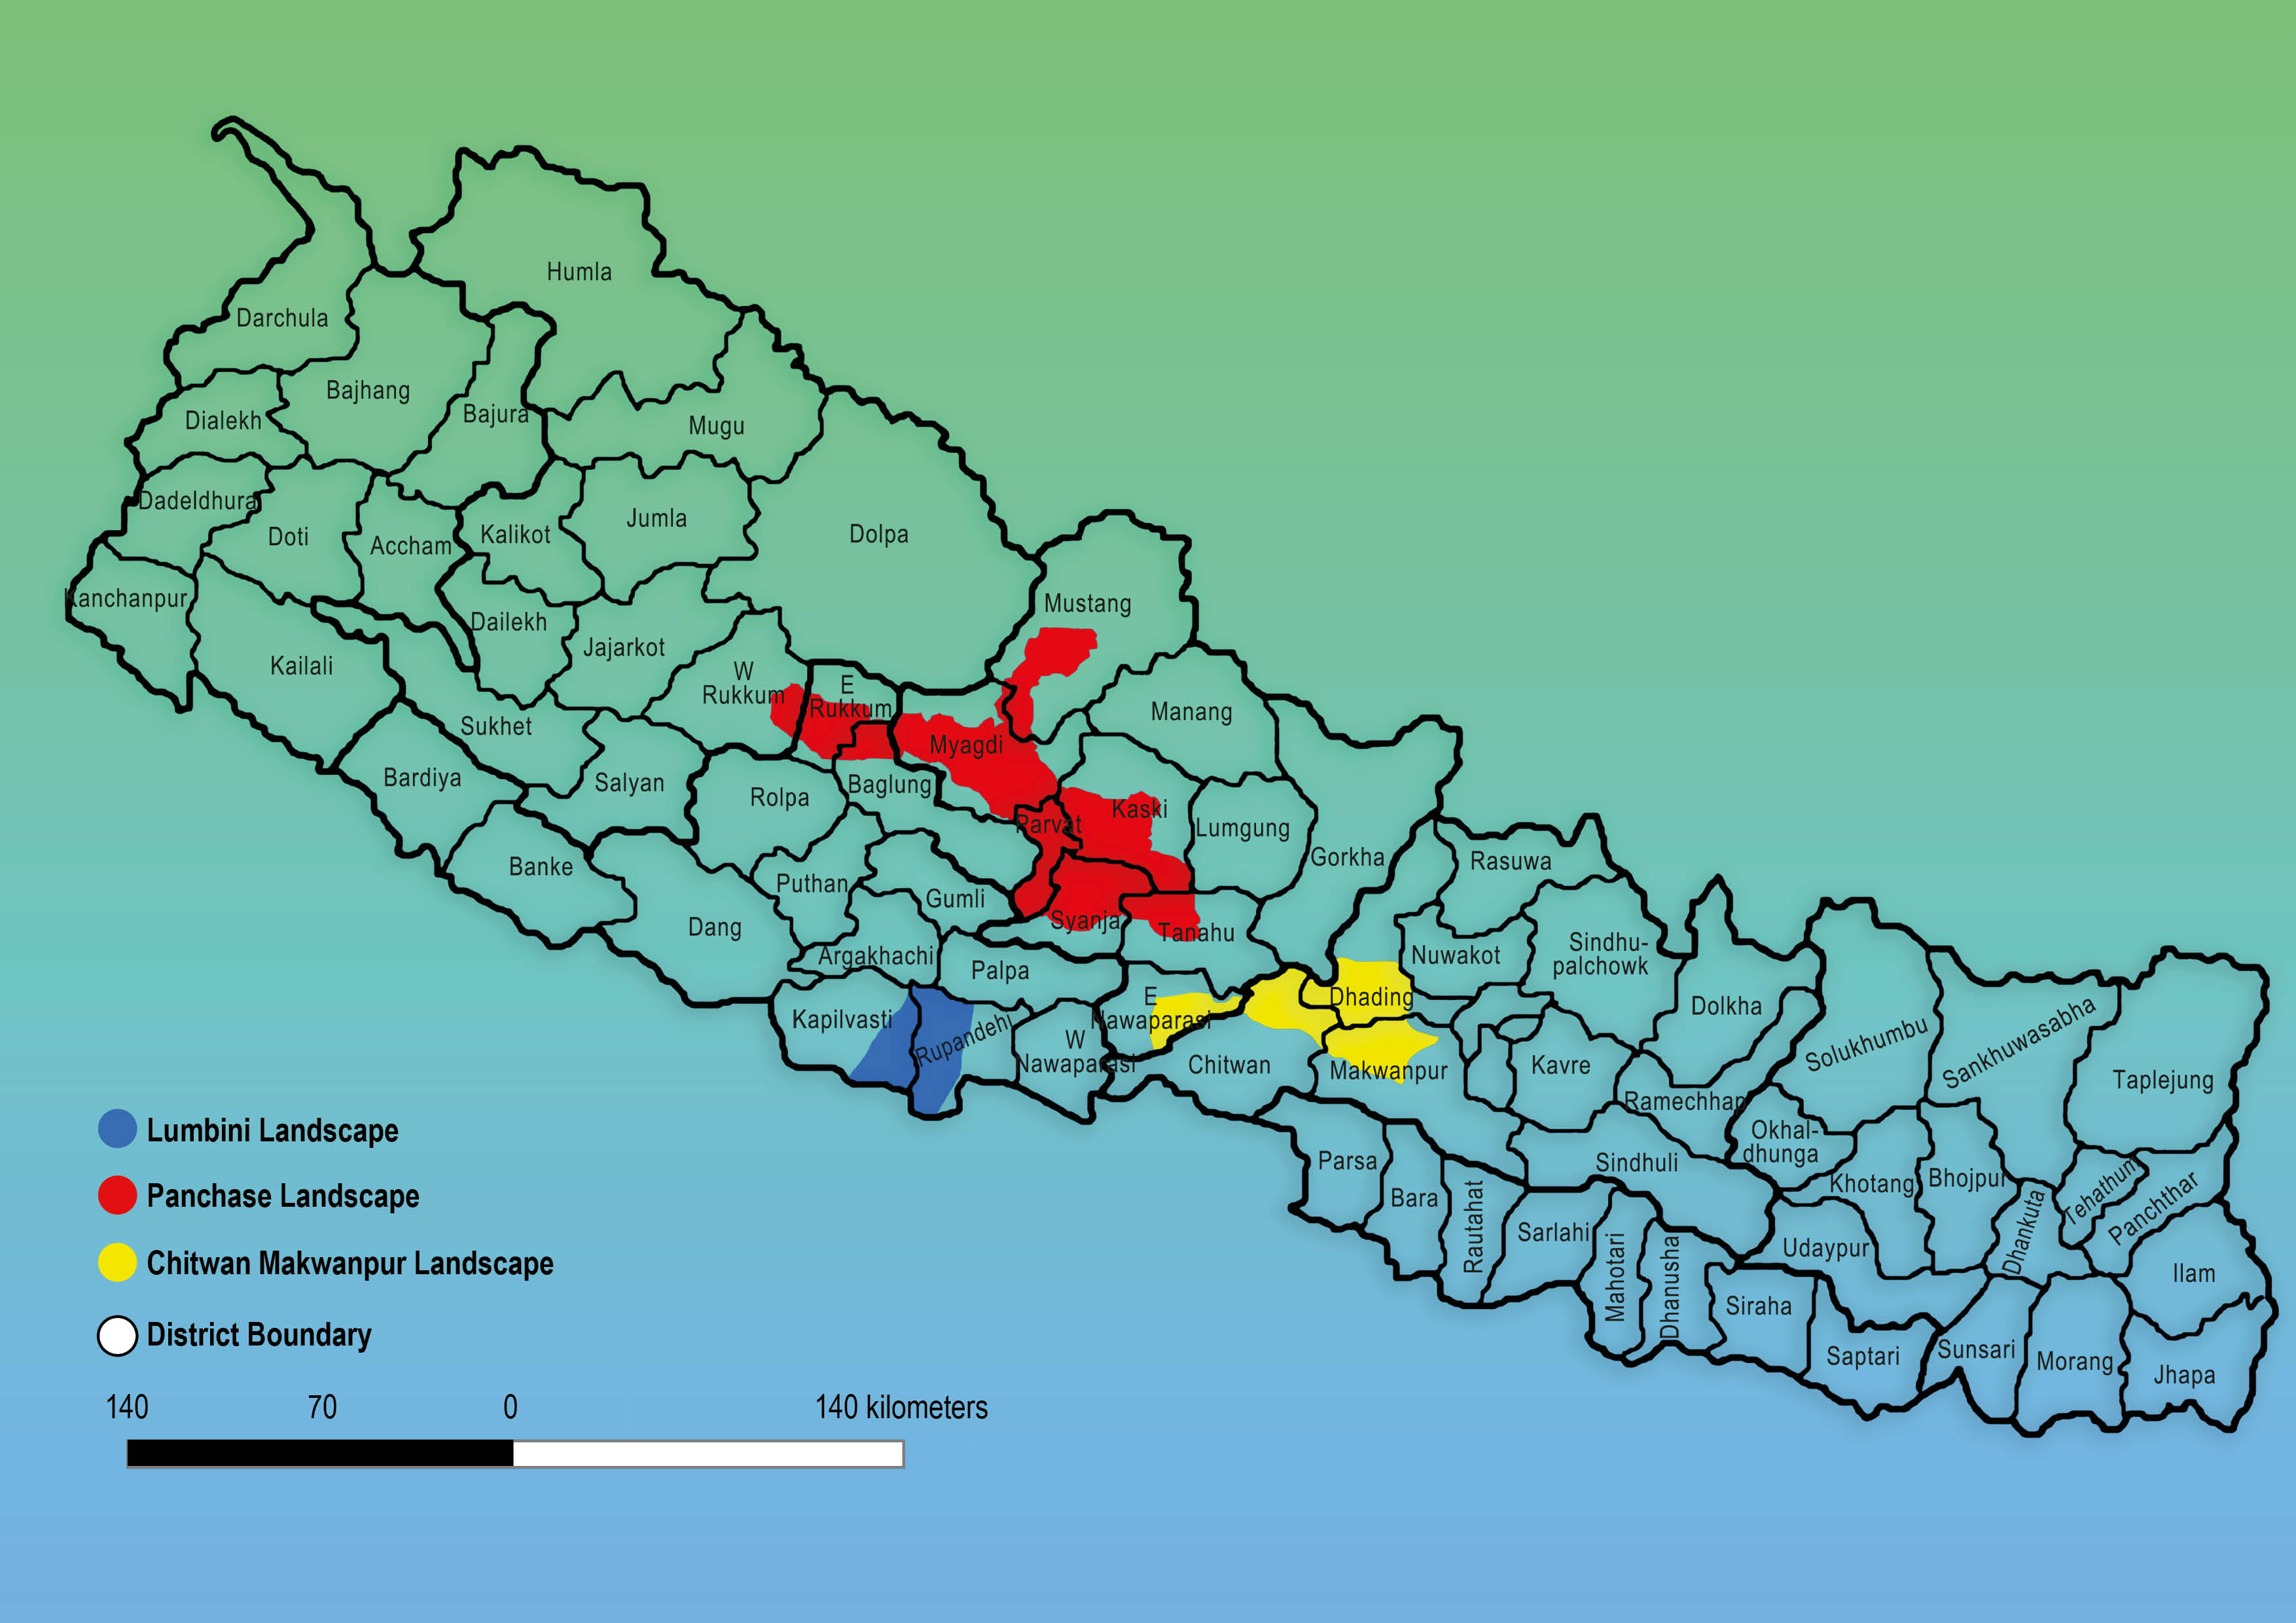 Humla
Darchula
Bajhang
Bajura
Dialekh
Mugu
Dadeldhura
Doti
Accham
Kalikot
Jumla
Dolpa
Kanchanpur
Kailali
Dailekh
Jajarkot
Mustang
W
Rukkum
E
Rukkum
Sukhet
Myagdi
Manang
Bardiya
Salyan
Rolpa
Baglung
Parvat
Kaski
Lumgung
Gorkha
Rasuwa
Banke
Puthan
Gumli
Dang
Syanja
Tanahu
Argakhachi
Palpa
Nuwakot
Sindhu-
palchowk
Dolkha
Kapilvasti
Rupandehi
W
Nawaparasi
E
Nawaparasi
Chitwan
Dhading
Makwanpur
Kavre
Ramechhap
Solukhumbu
Sankhuwasabha
Taplejung
Okhal-
dhunga
Sindhuli
Khotang
Bhojpur
Dhankuta
Tehathum
Panchthar
Parsa
Bara
Rautahat
Sarlahi
Mahotari
Dhanusha
Siraha
Udaypur
Saptari
Sunsari
Morang
Ilam
Jhapa
Lumbini Landscape
Panchase Landscape
Chitwan Makwanpur Landscape
District Boundary
140 70 0 140 kilometers